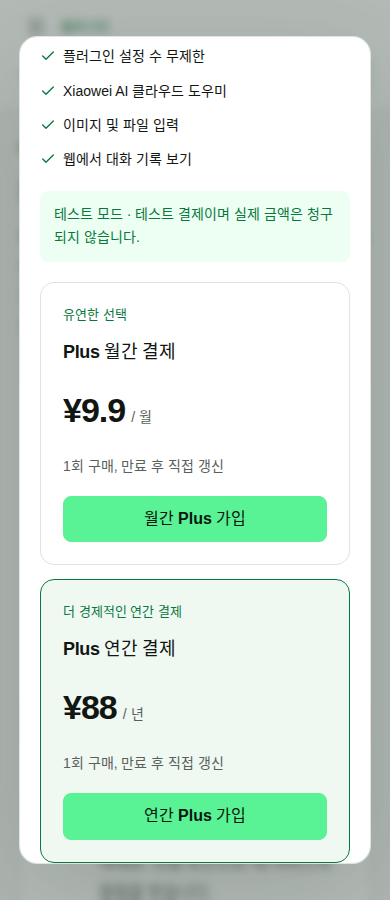 플러그인 설정 수 무제한
Xiaowei AI 클라우드 도우미
이미지 및 파일 입력
웹에서 대화 기록 보기
테스트 모드 · 테스트 결제이며 실제 금액은 청구
되지 않습니다.
유연한 선택
Plus 월간 결제
¥9.9 / 월
1회 구매, 만료 후 직접 갱신
월간 Plus 가입
더 경제적인 연간 결제
Plus 연간 결제
¥88 / 년
1회 구매, 만료 후 직접 갱신
연간 Plus 가입